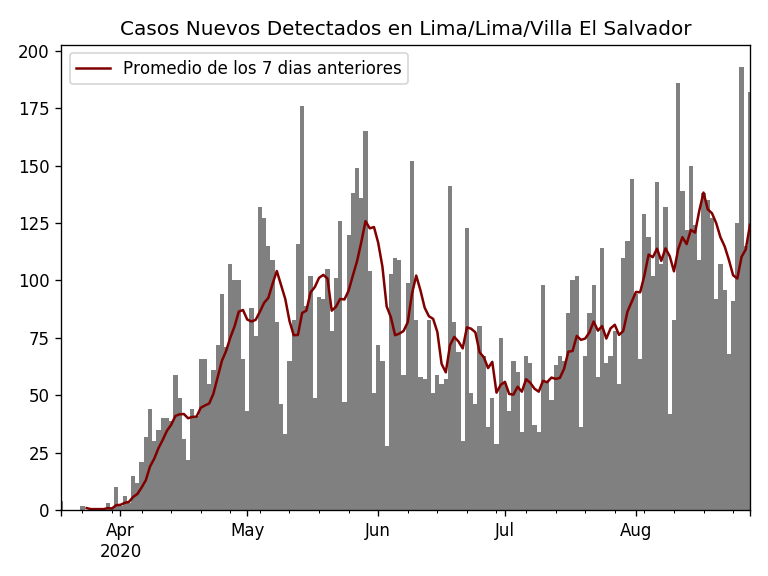 Casos Nuevos Detectados en Lima/Lima/Villa El Salvador
Promedio de los 7 dias anteriores
200
175
150
125
100
75
50
25
0
Apr
May
Jun
Jul
Aug
2020